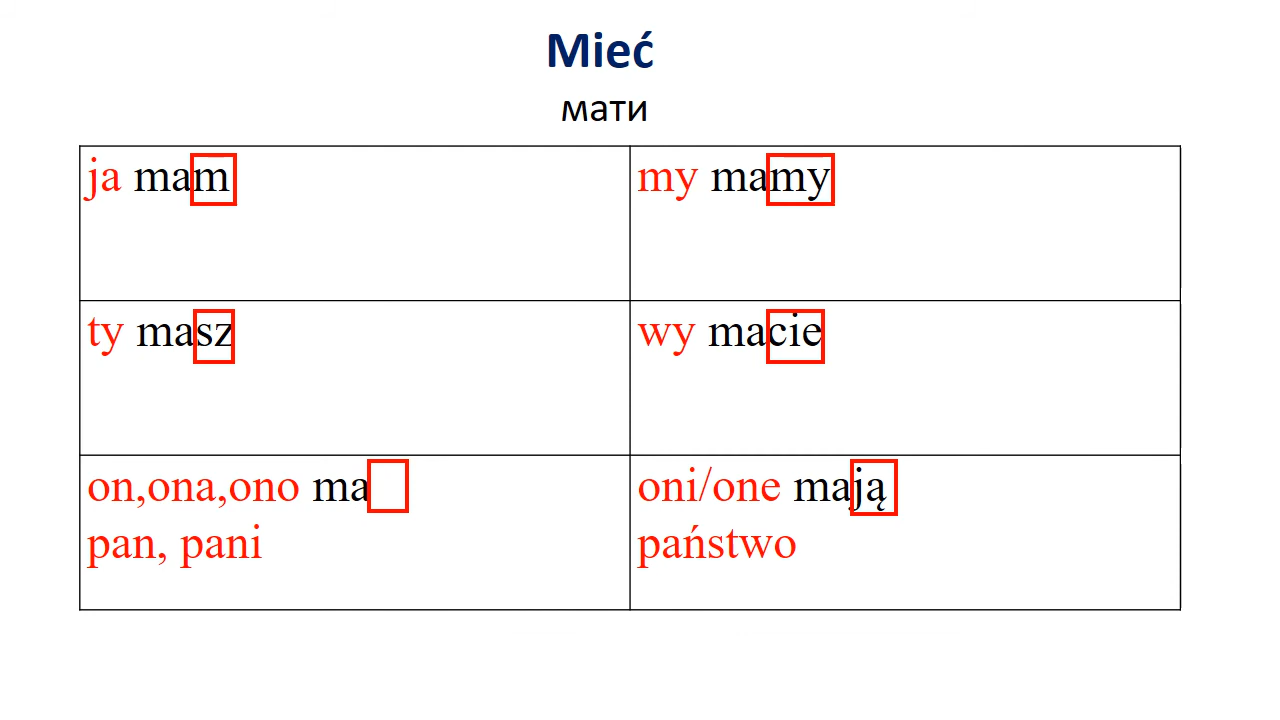 Mieć
мати
ja mam
my mamy
ty masz
wy macie
on,ona,ono ma
pan, pani
oni/one mają
państwo